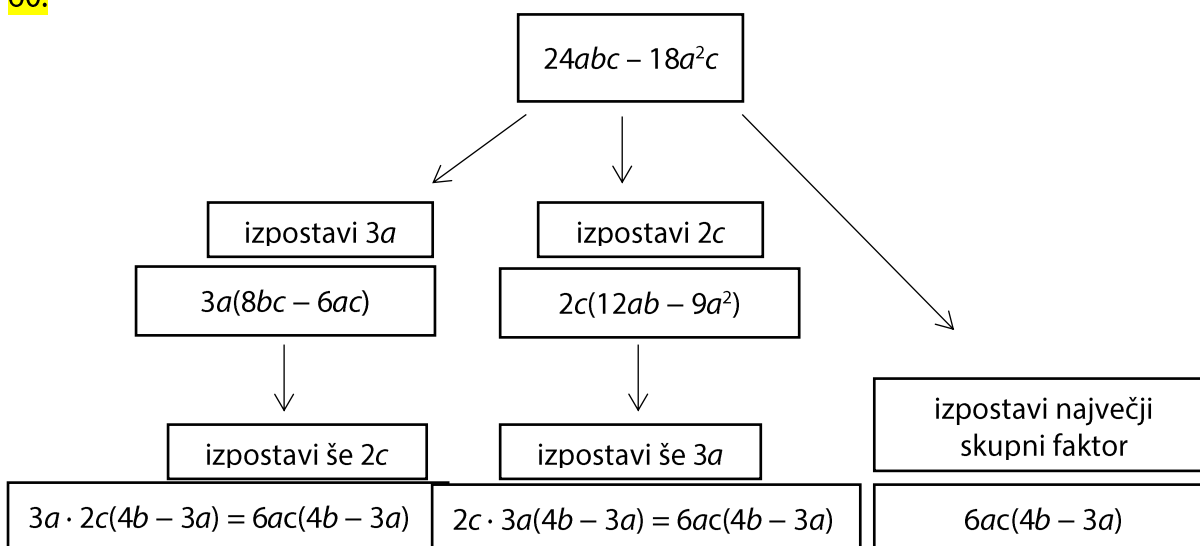 24abc – 18a²c
izpostavi 3a
izpostavi 2c
3a(8bc – 6ac)
2c(12ab – 9a²)
izpostavi največji
skupni faktor
izpostavi še 2c
izpostavi še 3a
3a · 2c(4b – 3a) = 6ac(4b – 3a)
2c · 3a(4b – 3a) = 6ac(4b – 3a)
6ac(4b – 3a)